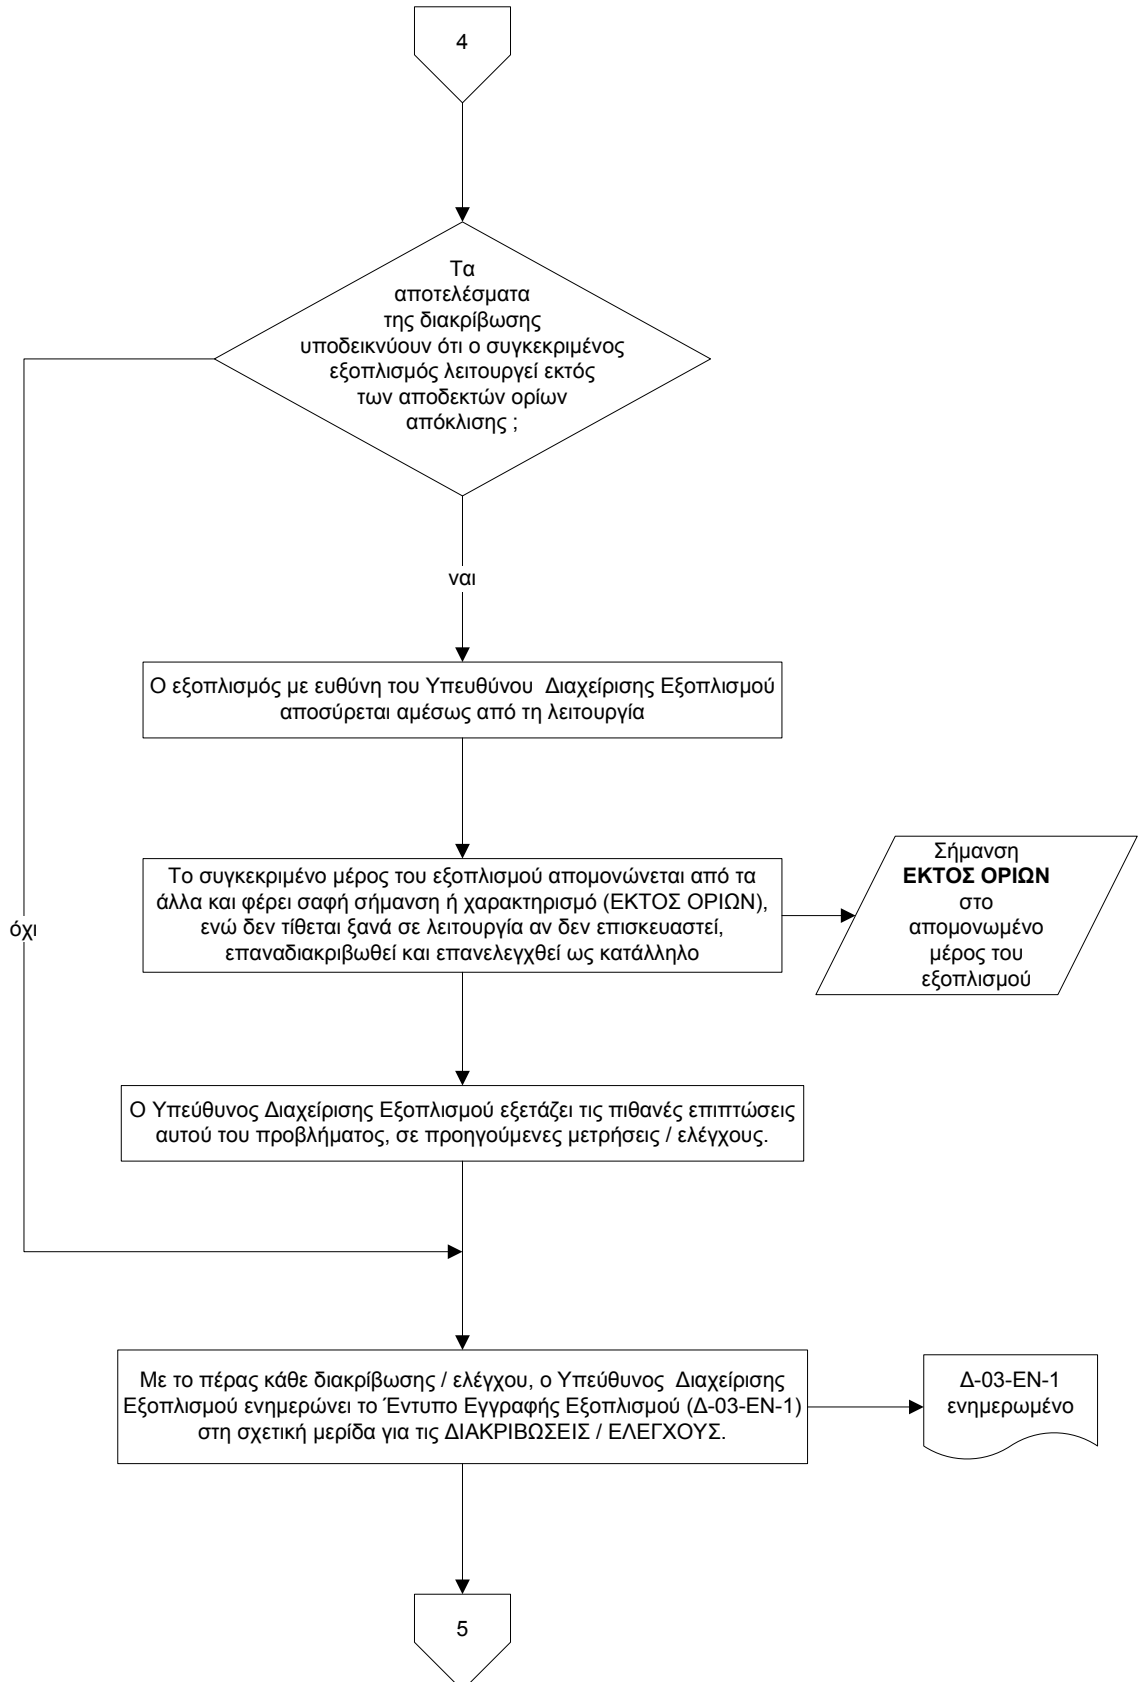 4
Τα
αποτελέσματα
της διακρίβωσης
υποδεικνύουν ότι ο συγκεκριμένος
εξοπλισμός λειτουργεί εκτός
των αποδεκτών ορίων
απόκλισης ;
ναι
Ο εξοπλισμός με ευθύνη του Υπευθύνου Διαχείρισης Εξοπλισμού
αποσύρεται αμέσως από τη λειτουργία
Το συγκεκριμένο μέρος του εξοπλισμού απομονώνεται από τα
άλλα και φέρει σαφή σήμανση ή χαρακτηρισμό (ΕΚΤΟΣ ΟΡΙΩΝ),
ενώ δεν τίθεται ξανά σε λειτουργία αν δεν επισκευαστεί,
επαναδιακριβωθεί και επανελεγχθεί ως κατάλληλο
Σήμανση
ΕΚΤΟΣ ΟΡΙΩΝ
στο
απομονωμένο
μέρος του
εξοπλισμού
όχι
Ο Υπεύθυνος Διαχείρισης Εξοπλισμού εξετάζει τις πιθανές επιπτώσεις
αυτού του προβλήματος, σε προηγούμενες μετρήσεις / ελέγχους.
Με το πέρας κάθε διακρίβωσης / ελέγχου, ο Υπεύθυνος Διαχείρισης
Εξοπλισμού ενημερώνει το Έντυπο Εγγραφής Εξοπλισμού (Δ-03-ΕΝ-1)
στη σχετική μερίδα για τις ΔΙΑΚΡΙΒΩΣΕΙΣ / ΕΛΕΓΧΟΥΣ.
Δ-03-ΕΝ-1
ενημερωμένο
5